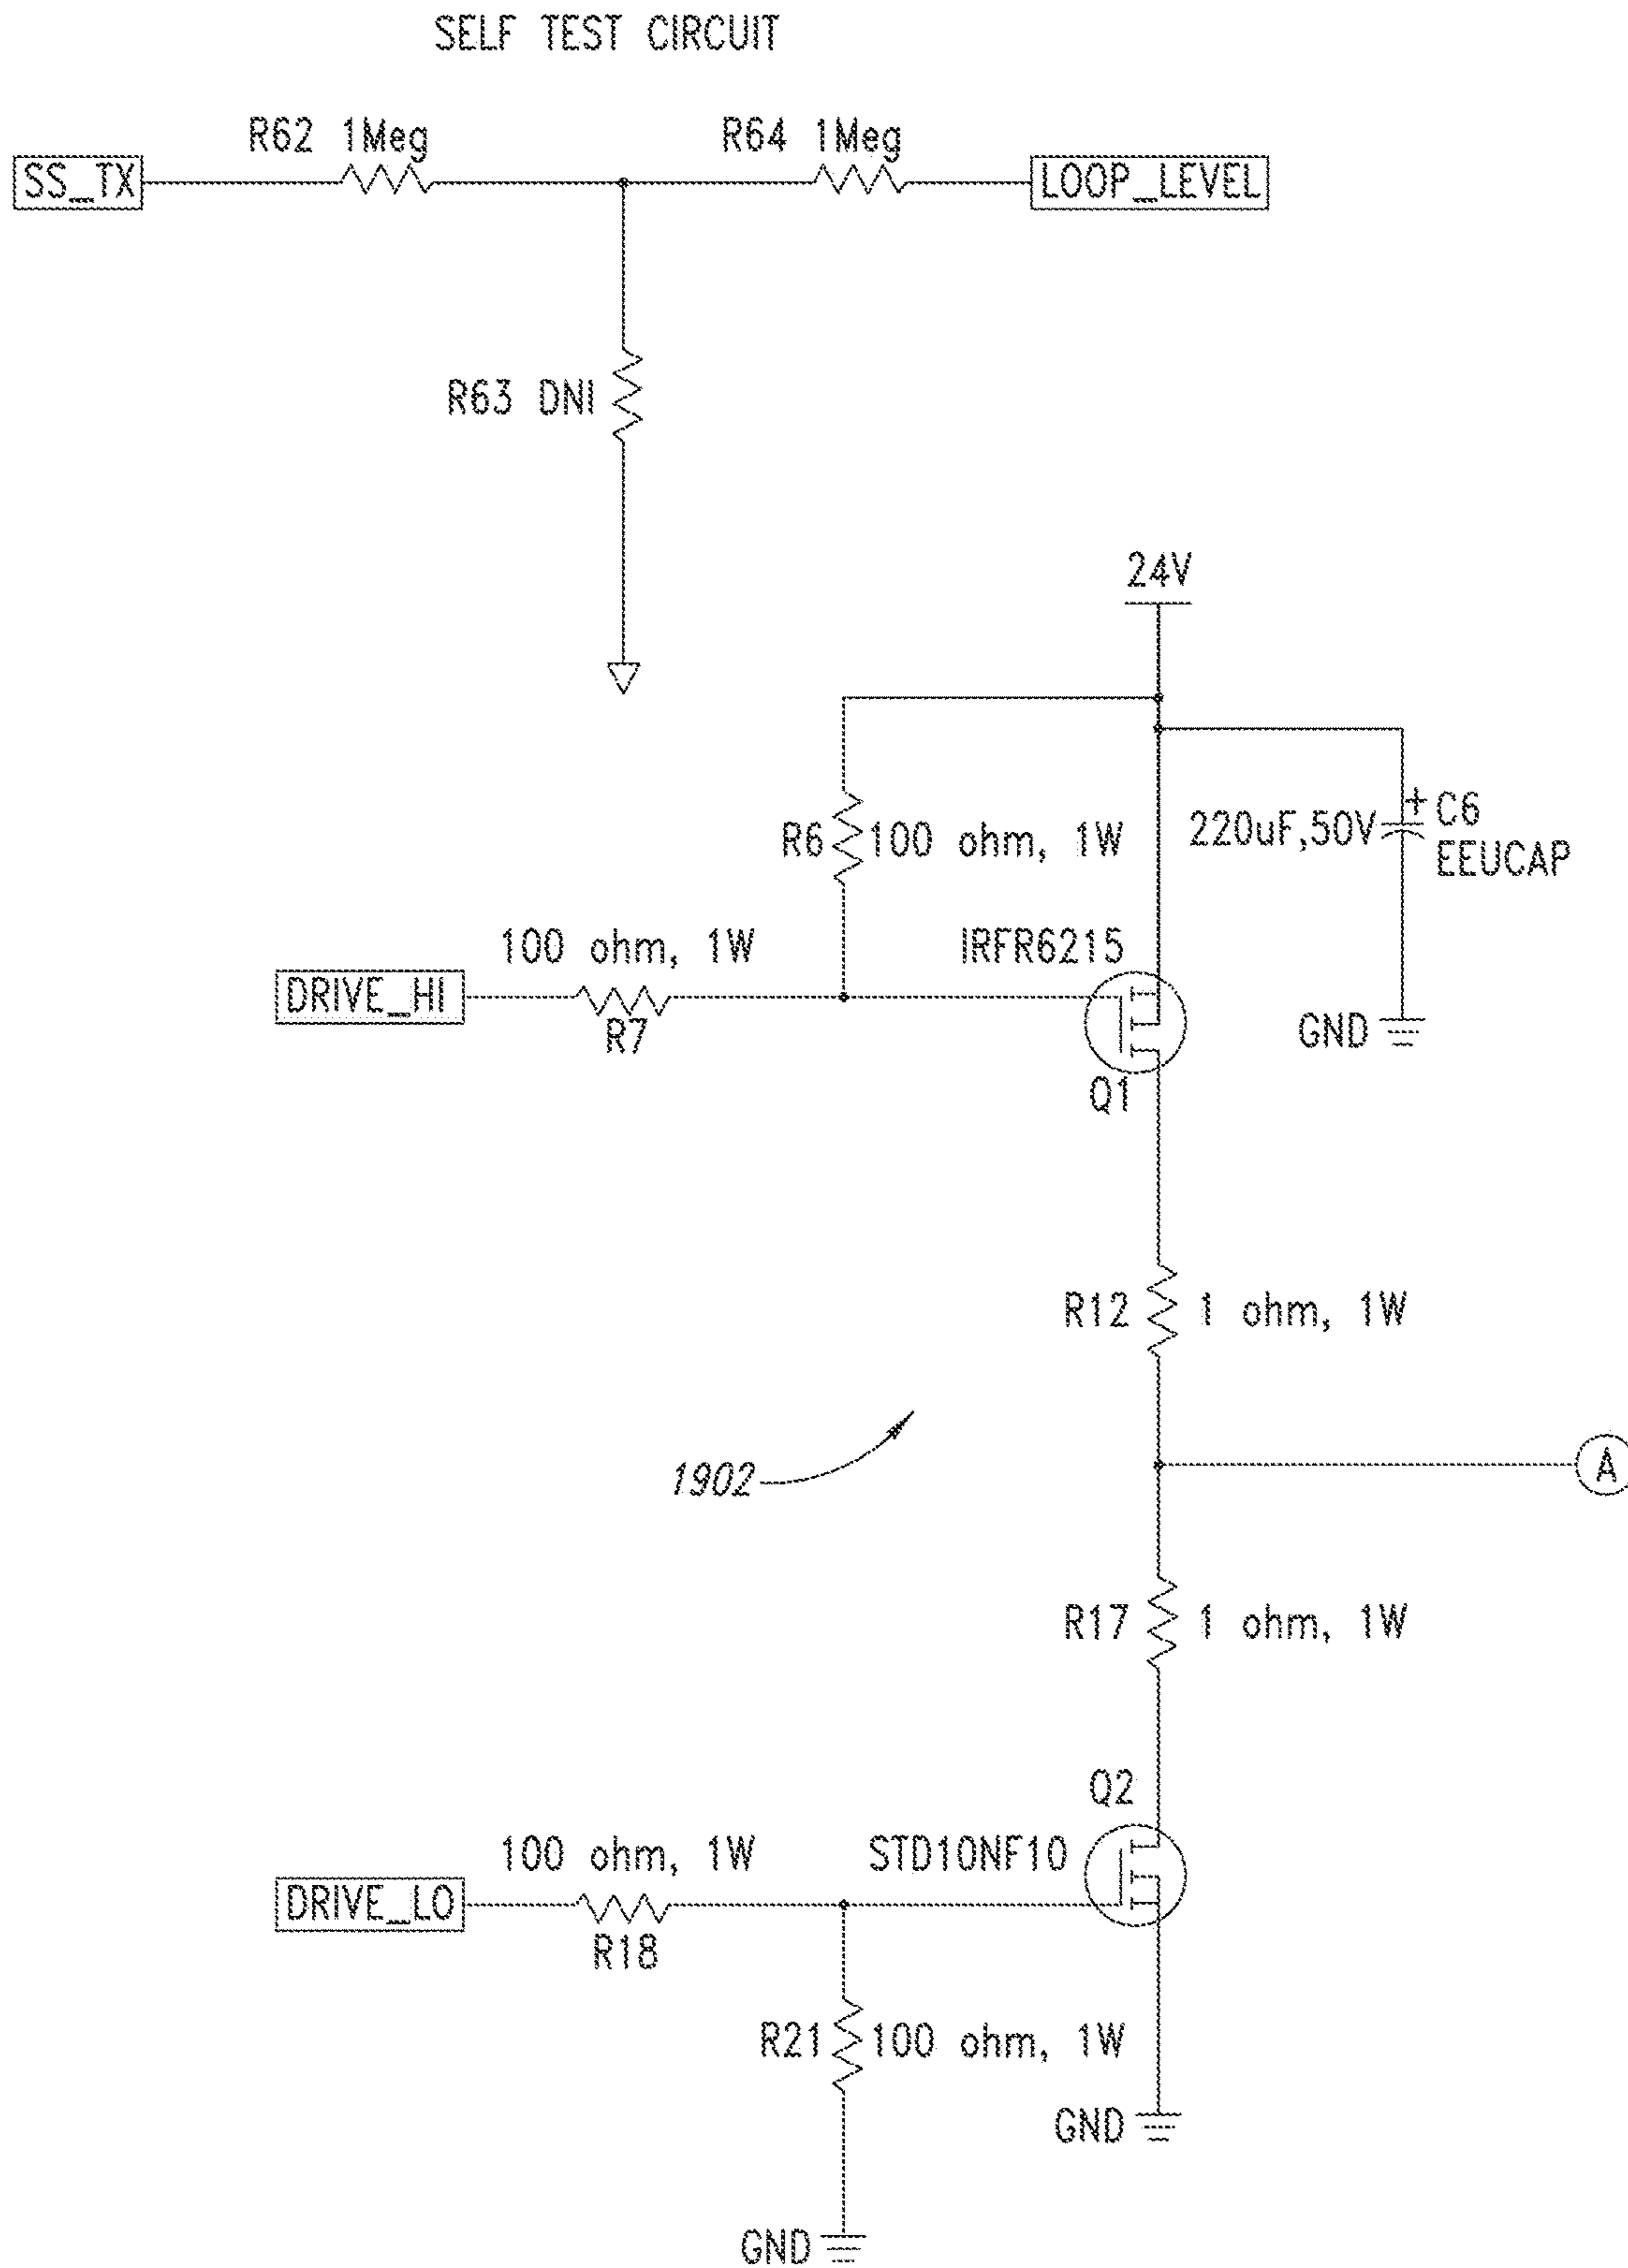 SELF TEST CIRCUIT
R62 1Meg
R64 1Meg
SS_TX
LOOP_LEVEL
R63 DNI
24V
R6 100 ohm, 1W
220uF,50V
+ C6
EEUCAP
100 ohm, 1W
IRFR6215
DRIVE_HI
R7
GND
Q1
R12 1 ohm, 1W
1902
A
R17 1 ohm, 1W
Q2
100 ohm, 1W
STD10NF10
DRIVE_LO
R18
R21 100 ohm, 1W
GND
GND